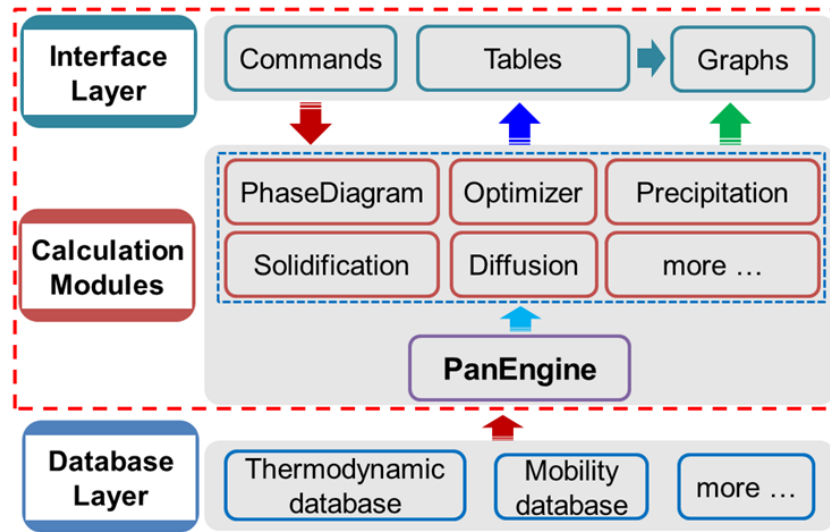 Interface
Layer
Commands
Tables
Graphs
Calculation
Modules
PhaseDiagram
Optimizer
Precipitation
Solidification
Diffusion
more ...
PanEngine
Database
Layer
Thermodynamic
database
Mobility
database
more ...